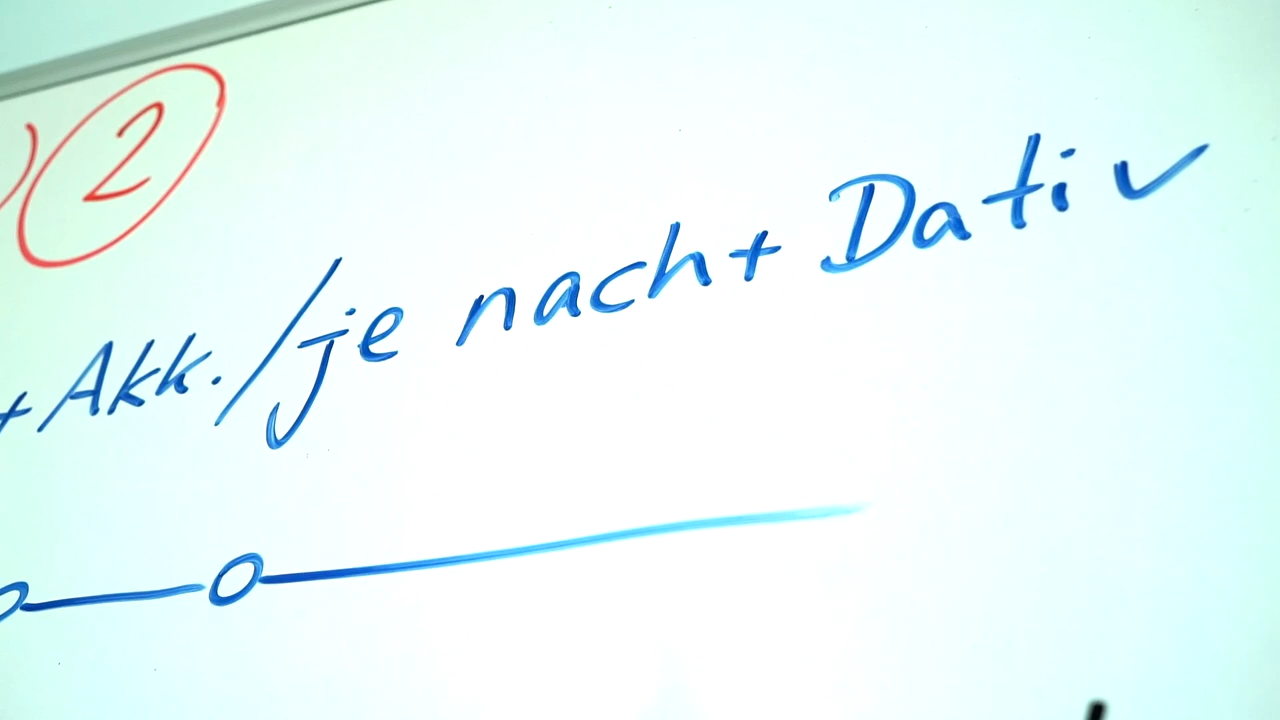 2
+ Akk. / je nach + Dativ